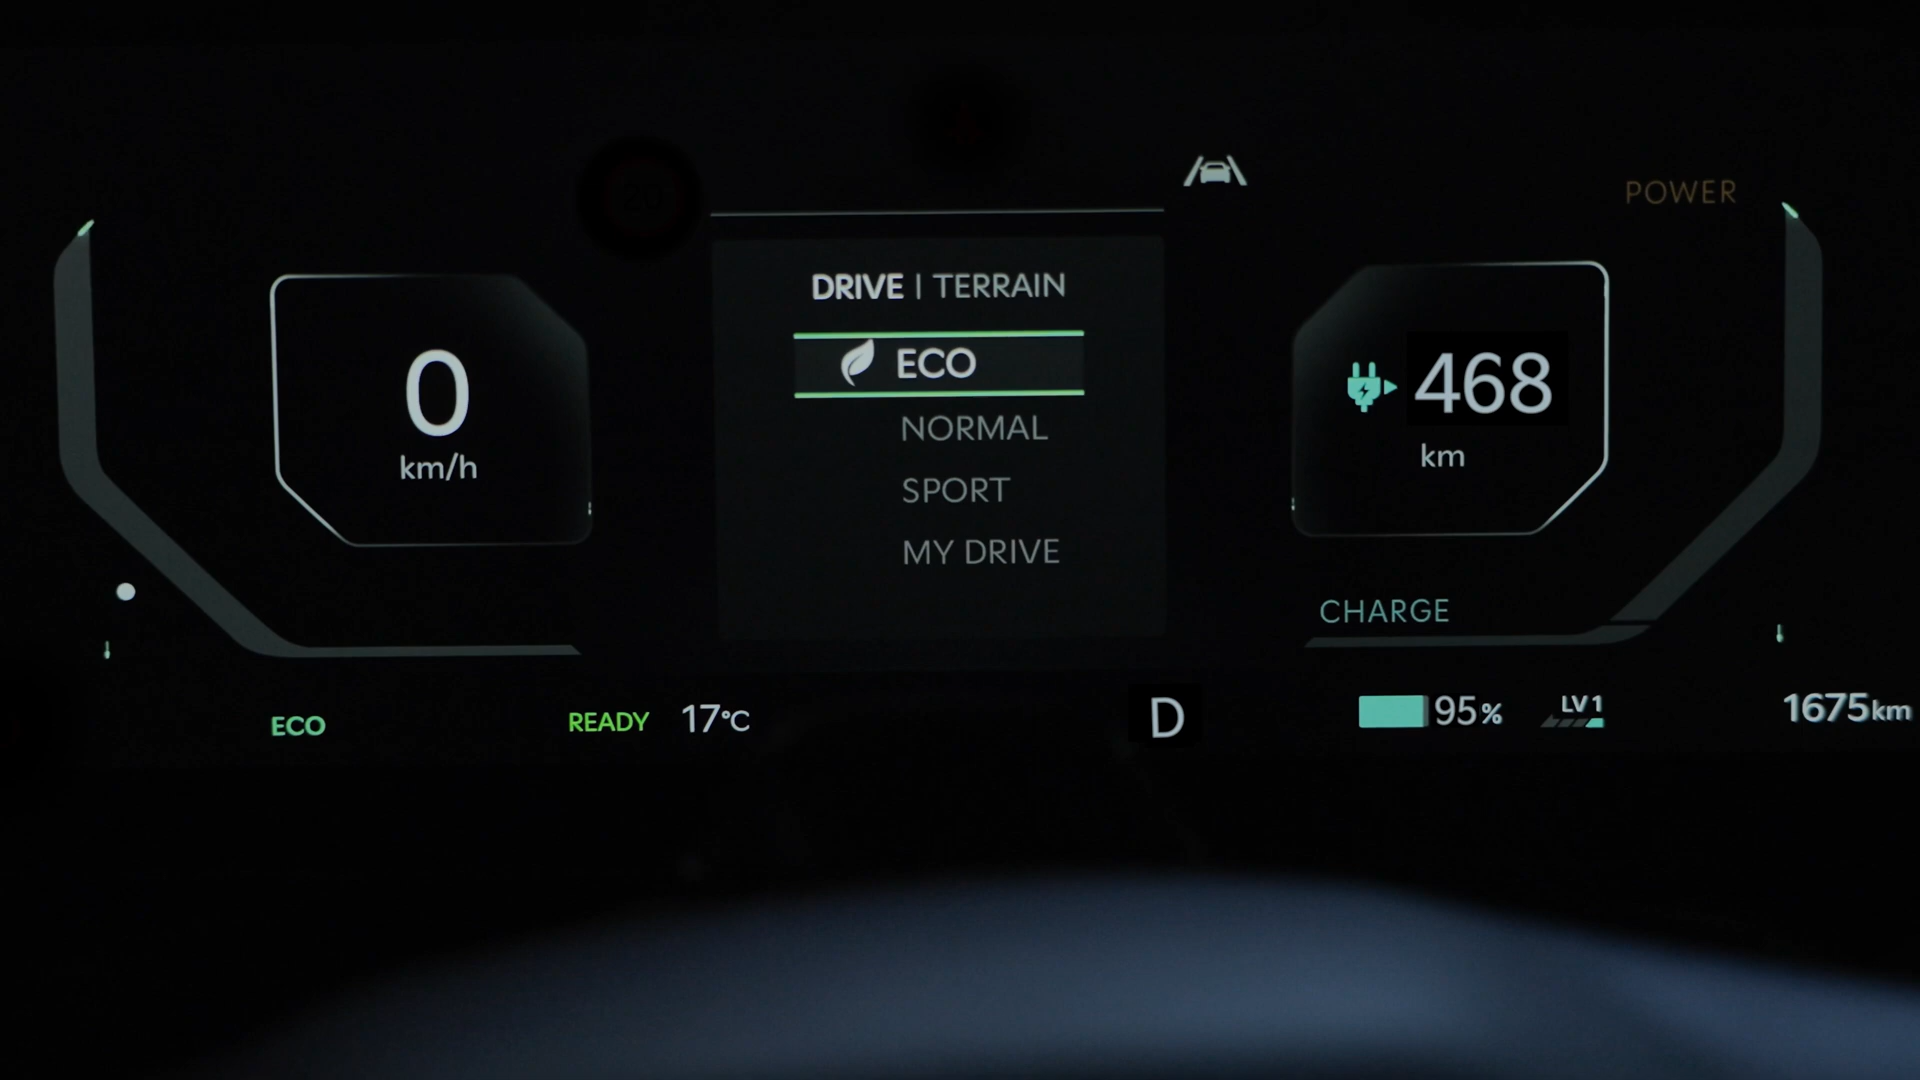 POWER
DRIVE | TERRAIN
ECO
NORMAL
SPORT
MY DRIVE
0
km/h
468
km
CHARGE
ECO
READY
17°C
D
95%
LV1
1675km